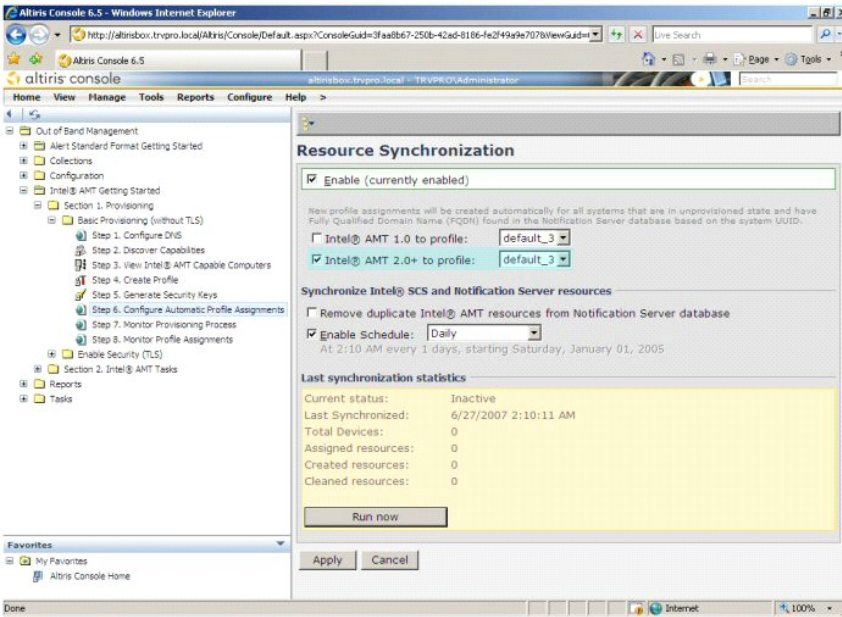 Altiris Console 6.5 - Windows Internet Explorer
http://altirisbox.trvpro.local/Altiris/Console/Default.aspx?ConsoleGuid=3faa8b67-250b-42ad-8186-fe2f49a9e707&ViewGuid=
Live Search
Altiris Console 6.5
Page
Tools
altiris console
altirisbox.trvpro.local - TRVPRO\Administrator
Search
Home View Manage Tools Reports Configure Help >
Out of Band Management
Alert Standard Format Getting Started
Collections
Configuration
Intel® AMT Getting Started
Section 1. Provisioning
Basic Provisioning (without TLS)
Step 1. Configure DNS
Step 2. Discover Capabilities
Step 3. View Intel® AMT Capable Computers
Step 4. Create Profile
Step 5. Generate Security Keys
Step 6. Configure Automatic Profile Assignments
Step 7. Monitor Provisioning Process
Step 8. Monitor Profile Assignments
Enable Security (TLS)
Section 2. Intel® AMT Tasks
Reports
Tasks
Favorites
My Favorites
Altiris Console Home
Resource Synchronization
Enable (currently enabled)
New profile assignments will be created automatically for all systems that are in unprovisioned state and have
Fully Qualified Domain Name (FQDN) found in the Notification Server database based on the system UUID.
Intel® AMT 1.0 to profile: default_3
Intel® AMT 2.0+ to profile: default_3
Synchronize Intel® SCS and Notification Server resources
Remove duplicate Intel® AMT resources from Notification Server database
Enable Schedule: Daily
At 2:10 AM every 1 days, starting Saturday, January 01, 2005
Last synchronization statistics
Current status: Inactive
Last Synchronized: 6/27/2007 2:10:11 AM
Total Devices: 0
Assigned resources: 0
Created resources: 0
Cleaned resources: 0
Run now
Apply Cancel
Done
Internet
100%